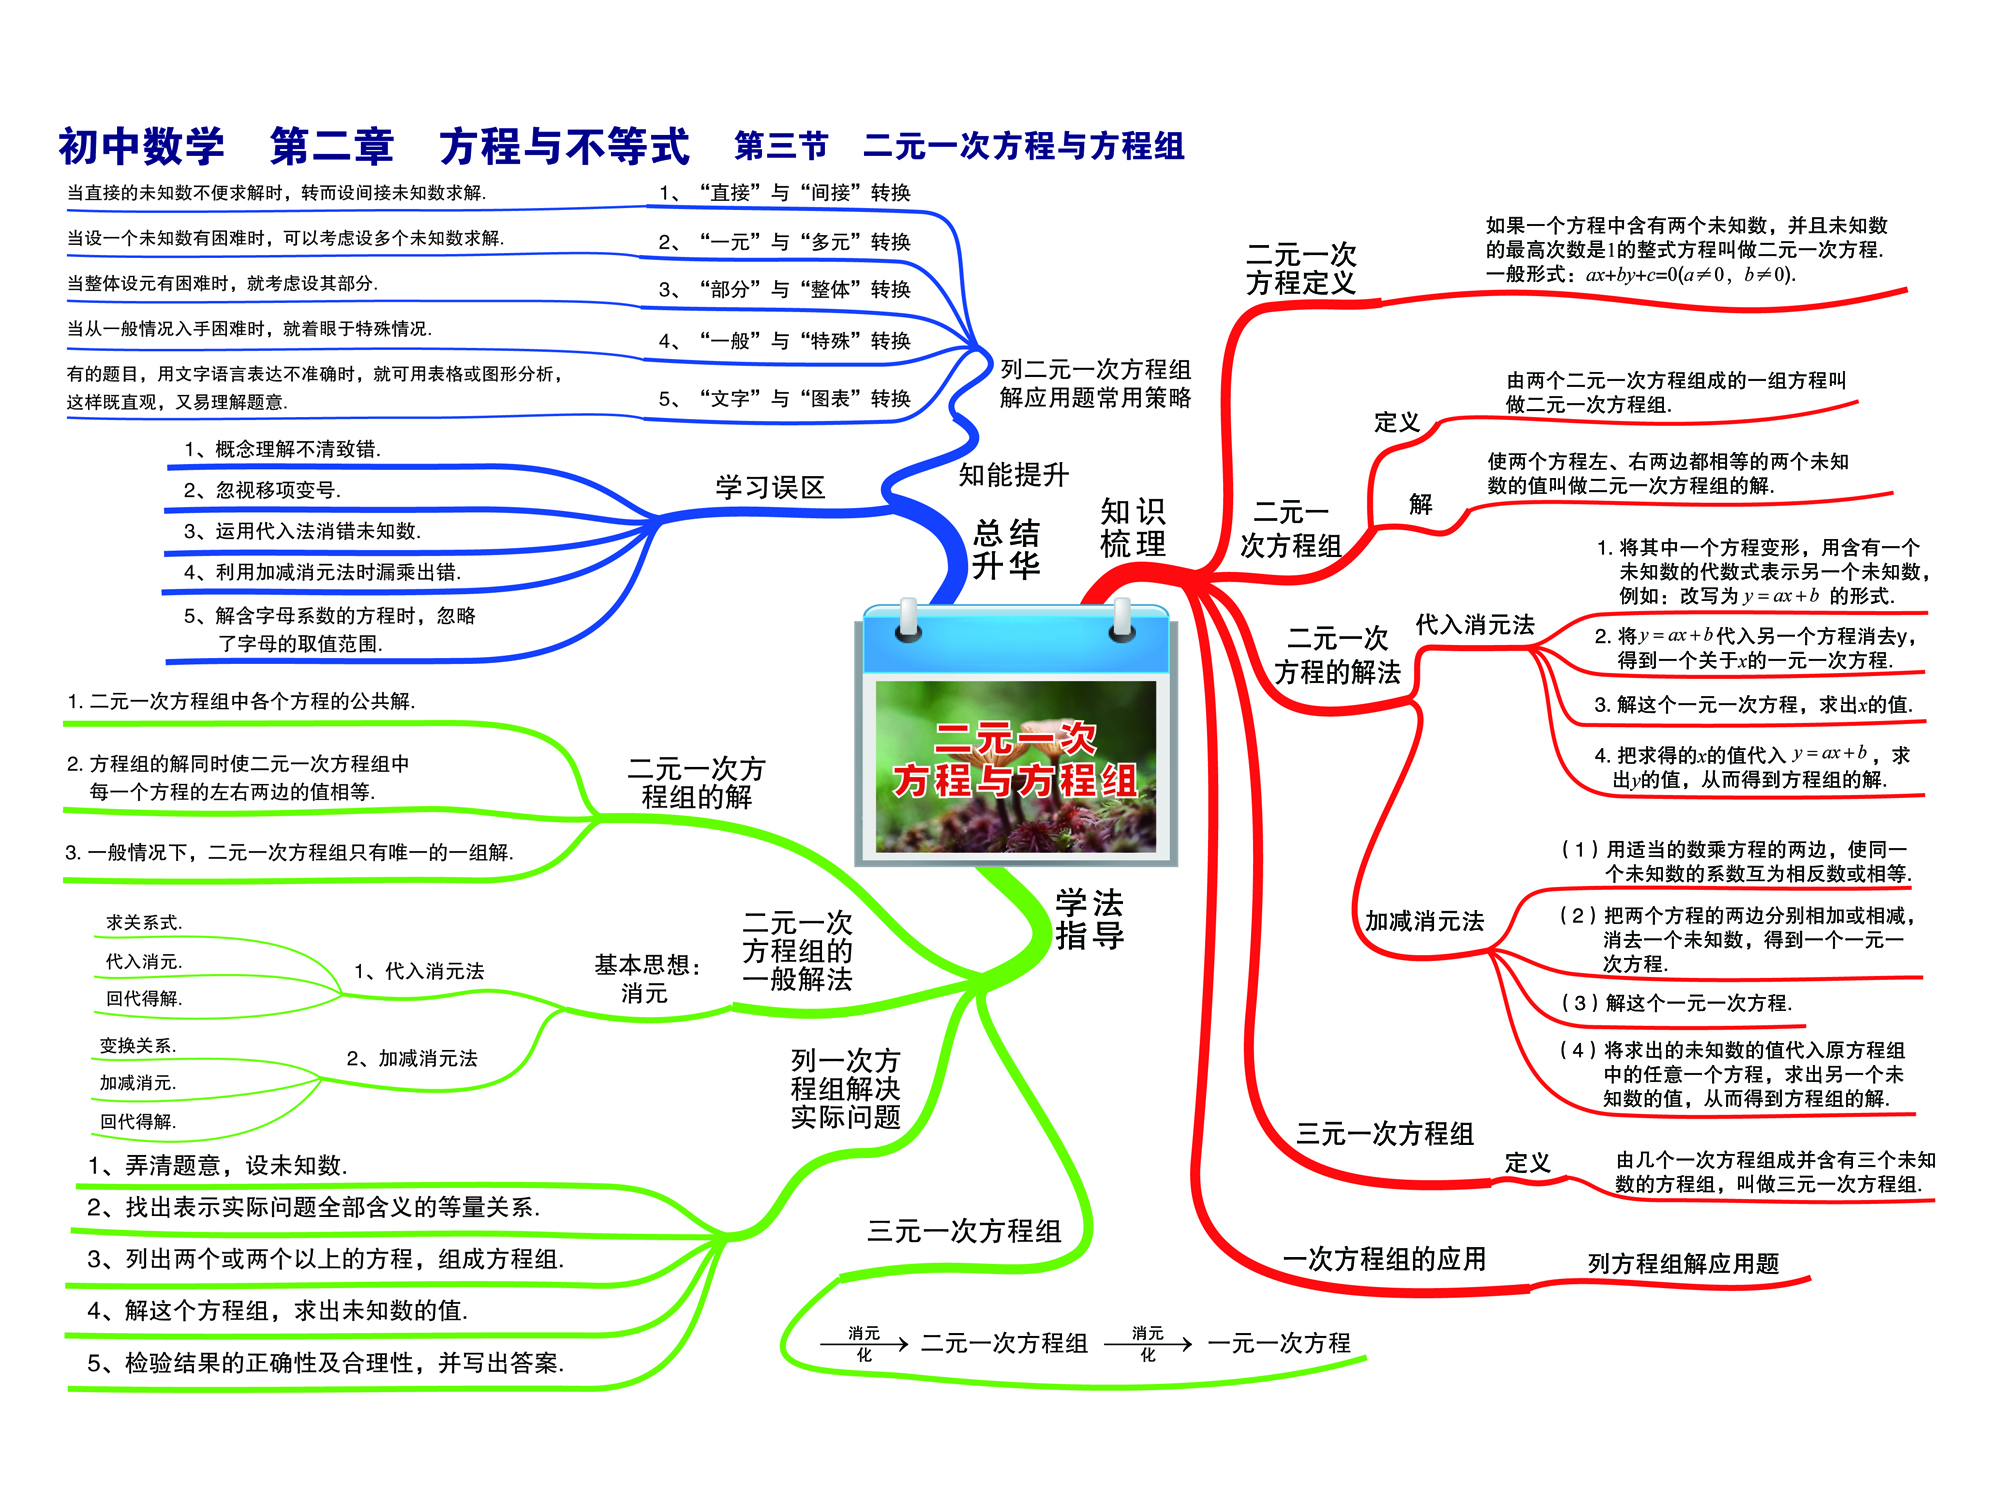 初中数学　第二章　方程与不等式　第三节　二元一次方程与方程组
当直接的未知数不便求解时，转而设间接未知数求解.
1、“直接”与“间接”转换
当设一个未知数有困难时，可以考虑设多个未知数求解.
2、“一元”与“多元”转换
当整体设元有困难时，就考虑设其部分.
3、“部分”与“整体”转换
当从一般情况入手困难时，就着眼于特殊情况.
4、“一般”与“特殊”转换
有的题目，用文字语言表达不准确时，就可用表格或图形分析，
这样既直观，又易理解题意.
5、“文字”与“图表”转换
列二元一次方程组
解应用题常用策略
知能提升
1、概念理解不清致错.
2、忽视移项变号.
3、运用代入法消错未知数.
4、利用加减消元法时漏乘出错.
5、解含字母系数的方程时，忽略
了字母的取值范围.
学习误区
总结
升华
知识
梳理
二元一次
方程定义
如果一个方程中含有两个未知数，并且未知数
的最高次数是1的整式方程叫做二元一次方程.
一般形式：ax+by+c=0(a≠0，b≠0).
二元一
次方程组
定义
由两个二元一次方程组成的一组方程叫
做二元一次方程组.
解
使两个方程左、右两边都相等的两个未知
数的值叫做二元一次方程组的解.
二元一次
方程的解法
代入消元法
1. 将其中一个方程变形，用含有一个
未知数的代数式表示另一个未知数，
例如：改写为 y=ax+b 的形式.
2. 将y=ax+b代入另一个方程消去y，
得到一个关于x的一元一次方程.
3. 解这个一元一次方程，求出x的值.
4. 把求得的x的值代入 y=ax+b ，求
出y的值，从而得到方程组的解.
加减消元法
（1）用适当的数乘方程的两边，使同一
个未知数的系数互为相反数或相等.
（2）把两个方程的两边分别相加或相减，
消去一个未知数，得到一个一元一
次方程.
（3）解这个一元一次方程.
（4）将求出的未知数的值代入原方程组
中的任意一个方程，求出另一个未
知数的值，从而得到方程组的解.
三元一次方程组
定义
由几个一次方程组成并含有三个未知
数的方程组，叫做三元一次方程组.
一次方程组的应用
列方程组解应用题
二元一次
方程与方程组
学法
指导
1. 二元一次方程组中各个方程的公共解.
2. 方程组的解同时使二元一次方程组中
每一个方程的左右两边的值相等.
3. 一般情况下，二元一次方程组只有唯一的一组解.
二元一次方
程组的解
二元一次
方程组的
一般解法
基本思想：
消元
1、代入消元法
求关系式.
代入消元.
回代得解.
2、加减消元法
变换关系.
加减消元.
回代得解.
列一次方
程组解决
实际问题
1、弄清题意，设未知数.
2、找出表示实际问题全部含义的等量关系.
3、列出两个或两个以上的方程，组成方程组.
4、解这个方程组，求出未知数的值.
5、检验结果的正确性及合理性，并写出答案.
三元一次方程组
消元
化
二元一次方程组
消元
化
一元一次方程